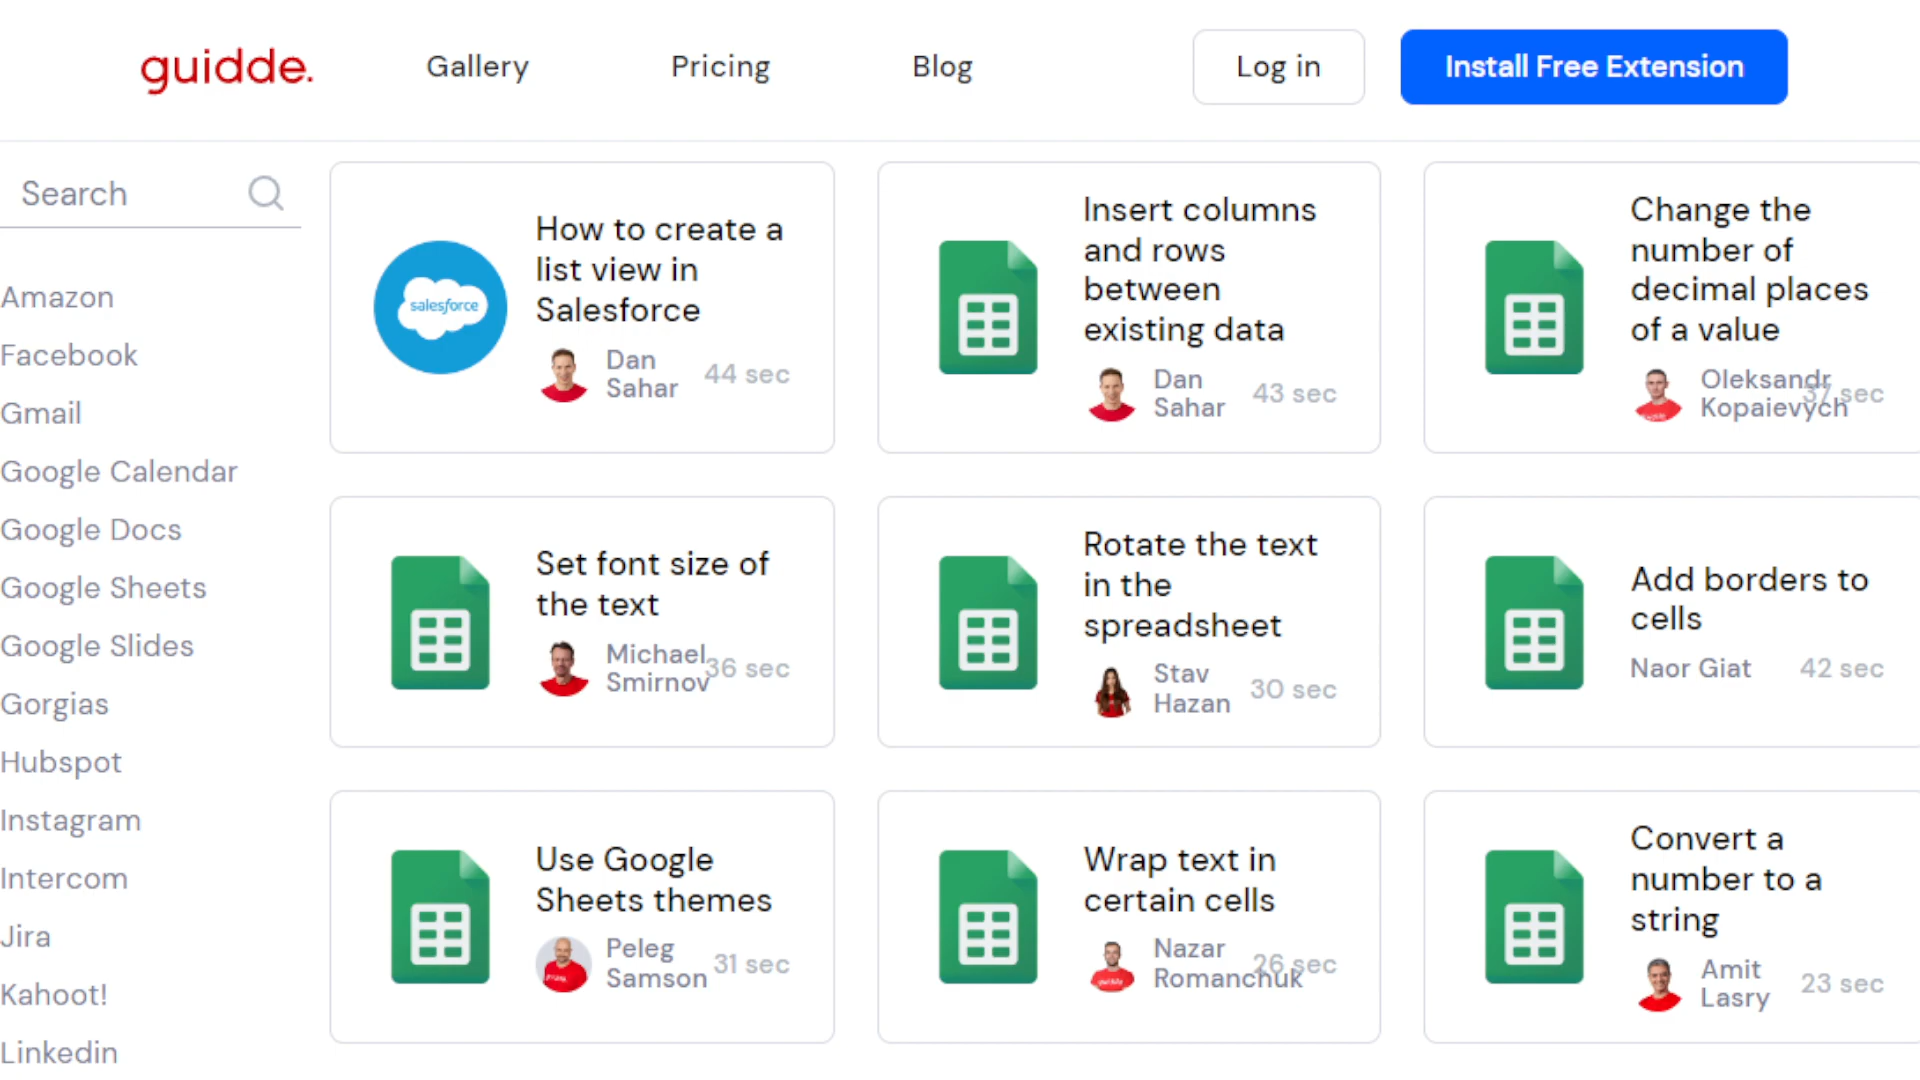 guidde.
Gallery
Pricing
Blog
Log in
Install Free Extension
Search
Amazon
Facebook
Gmail
Google Calendar
Google Docs
Google Sheets
Google Slides
Gorgias
Hubspot
Instagram
Intercom
Jira
Kahoot!
Linkedin
salesforce
How to create a
list view in
Salesforce
Dan
Sahar
44 sec
Insert columns
and rows
between
existing data
Dan
Sahar
43 sec
Change the
number of
decimal places
of a value
Oleksandr
Kopaievych
37 sec
Set font size of
the text
Michael
Smirnov
36 sec
Rotate the text
in the
spreadsheet
Stav
Hazan
30 sec
Add borders to
cells
Naor Giat
42 sec
Use Google
Sheets themes
Peleg
Samson
31 sec
Wrap text in
certain cells
Nazar
Romanchuk
26 sec
Convert a
number to a
string
Amit
Lasry
23 sec